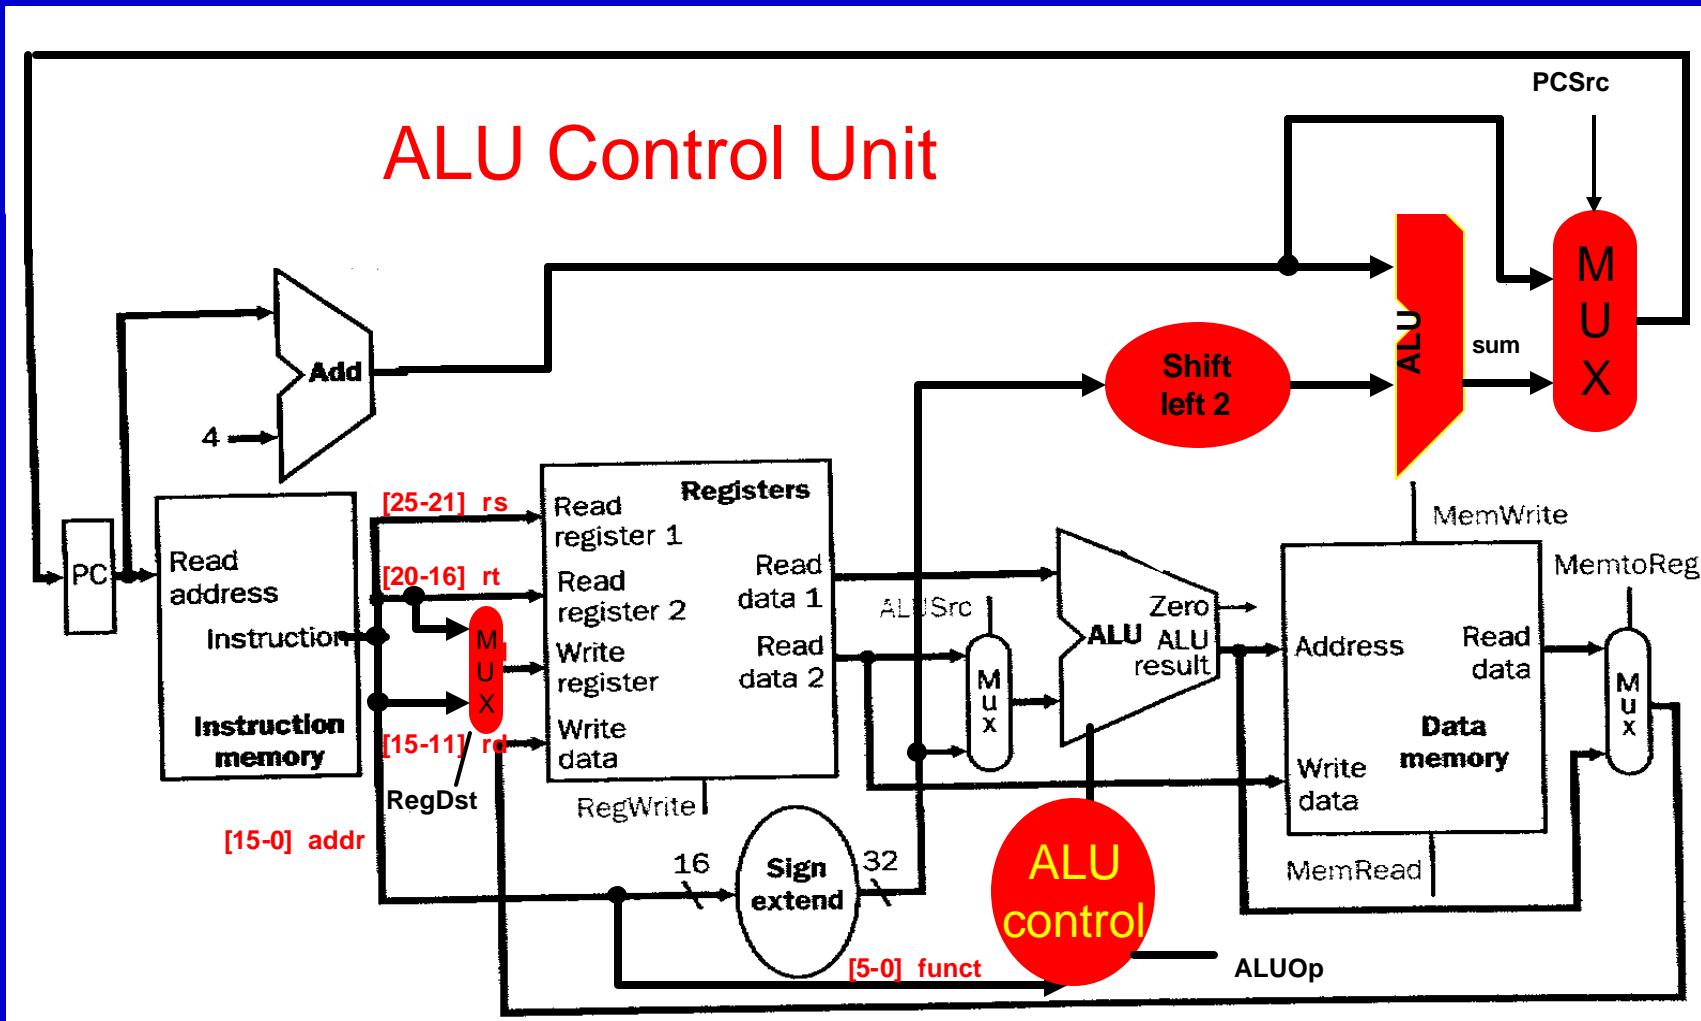 PCSrc
ALU Control Unit
M
U
X
ALU
sum
Shift
left 2
Add
4
[25-21] rs
Registers
Read
register 1
MemWrite
PC
Read
address
[20-16] rt
Read
register 2
Read
data 1
ALUSrc
Zero
MemtoReg
Instruction
M
U
X
Write
register
Read
data 2
ALU
ALU
result
Address
Read
data
M
u
x
M
u
x
Instruction
memory
[15-11] rd
Write
data
Data
memory
RegDst
RegWrite
Write
data
[15-0] addr
16
Sign
extend
32
ALU
control
MemRead
[5-0] funct
ALUOp